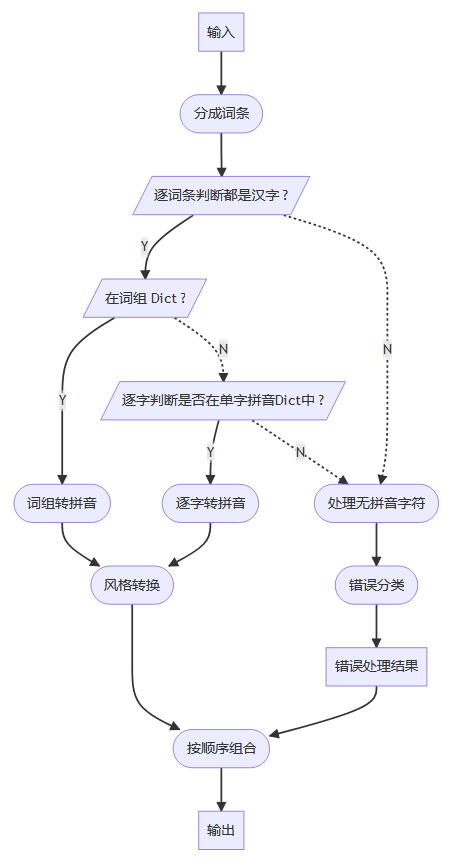 输入
分成词条
逐词条判断都是汉字？
Y
在词组 Dict？
N
N
逐字判断是否在单字拼音Dict中？
Y
Y
N
词组转拼音
逐字转拼音
处理无拼音字符
风格转换
错误分类
错误处理结果
按顺序组合
输出